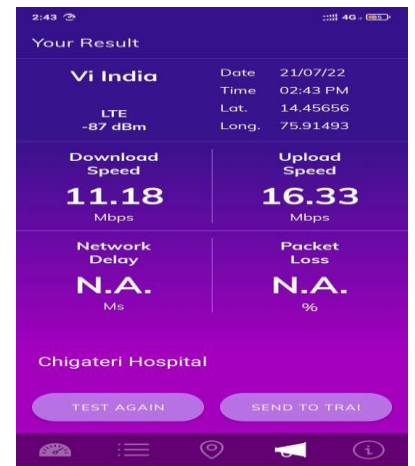 2:43 4G
Your Result
Vi India
LTE
-87 dBm
Date 21/07/22
Time 02:43 PM
Lat. 14.45656
Long. 75.91493
Download Speed
11.18
Mbps
Upload Speed
16.33
Mbps
Network Delay
N.A.
Ms
Packet Loss
N.A.
%
Chigateri Hospital
TEST AGAIN
SEND TO TRAI
i